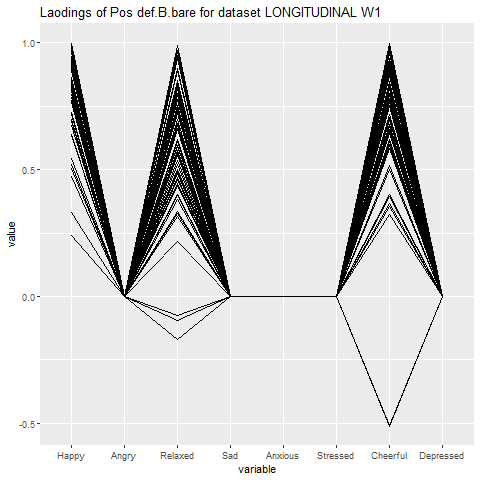 Laodings of Pos def.B.bare for dataset LONGITUDINAL W1
1.0
0.5
0.0
-0.5
value
Happy Angry Relaxed Sad Anxious Stressed Cheerful Depressed
variable